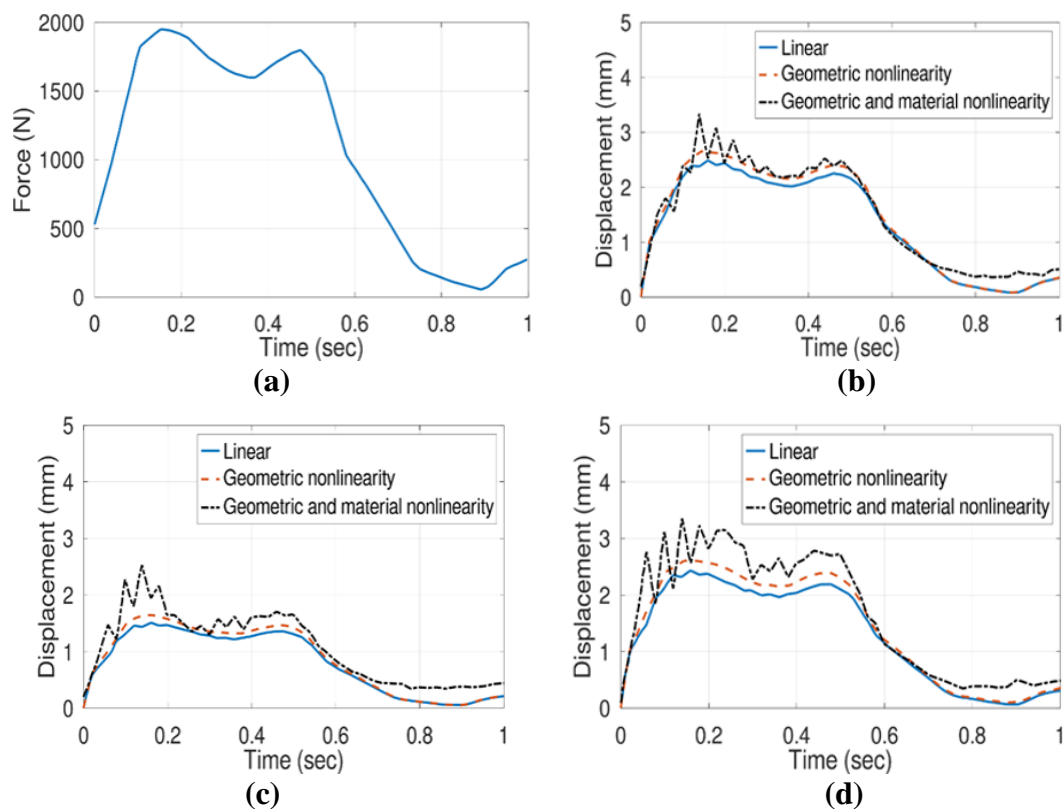 2000
1500
1000
500
0
Force (N)
0 0.2 0.4 0.6 0.8 1
Time (sec)
(a)
5
4
3
2
1
0
Displacement (mm)
Linear
Geometric nonlinearity
Geometric and material nonlinearity
0 0.2 0.4 0.6 0.8 1
Time (sec)
(b)
5
4
3
2
1
0
Displacement (mm)
Linear
Geometric nonlinearity
Geometric and material nonlinearity
0 0.2 0.4 0.6 0.8 1
Time (sec)
(c)
5
4
3
2
1
0
Displacement (mm)
Linear
Geometric nonlinearity
Geometric and material nonlinearity
0 0.2 0.4 0.6 0.8 1
Time (sec)
(d)